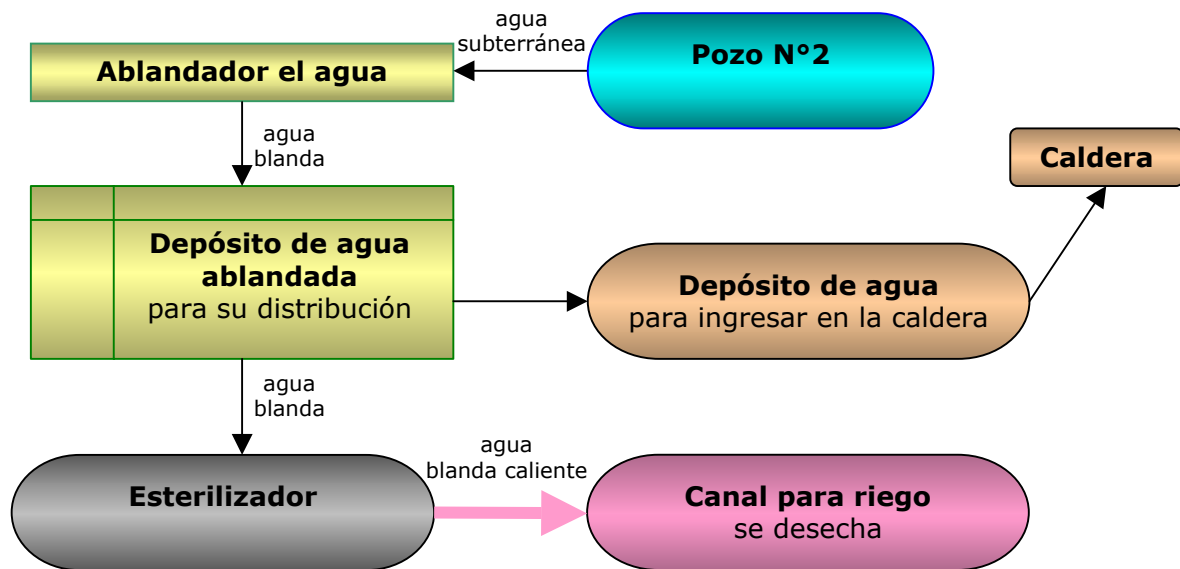 agua
subterránea
Pozo N°2
Ablandador el agua
agua
blanda
Caldera
Depósito de agua
ablandada
para su distribución
Depósito de agua
para ingresar en la caldera
agua
blanda
agua
blanda caliente
Esterilizador
Canal para riego
se desecha